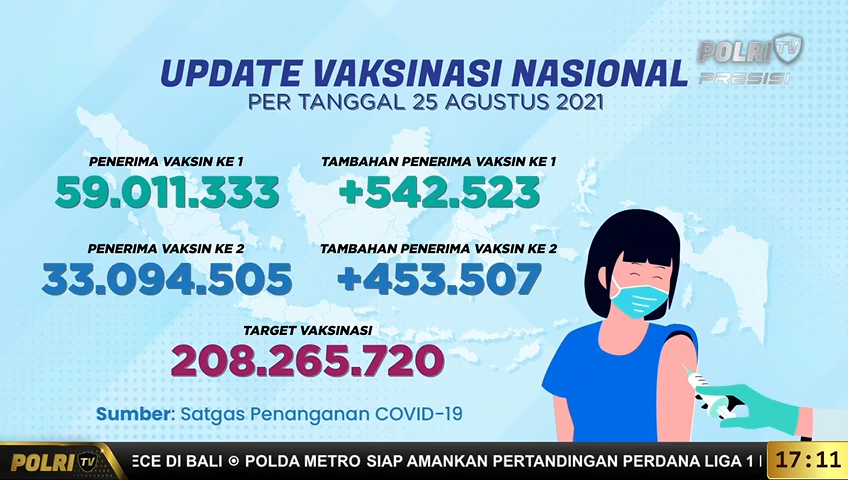 POLRI TV
PRESISI
UPDATE VAKSINASI NASIONAL
PER TANGGAL 25 AGUSTUS 2021
PENERIMA VAKSIN KE 1
59.011.333
TAMBAHAN PENERIMA VAKSIN KE 1
+542.523
PENERIMA VAKSIN KE 2
33.094.505
TAMBAHAN PENERIMA VAKSIN KE 2
+453.507
TARGET VAKSINASI
208.265.720
Sumber: Satgas Penanganan COVID-19
POLRI TV
ECE DI BALI ⦿ POLDA METRO SIAP AMANKAN PERTANDINGAN PERDANA LIGA 1
17:11